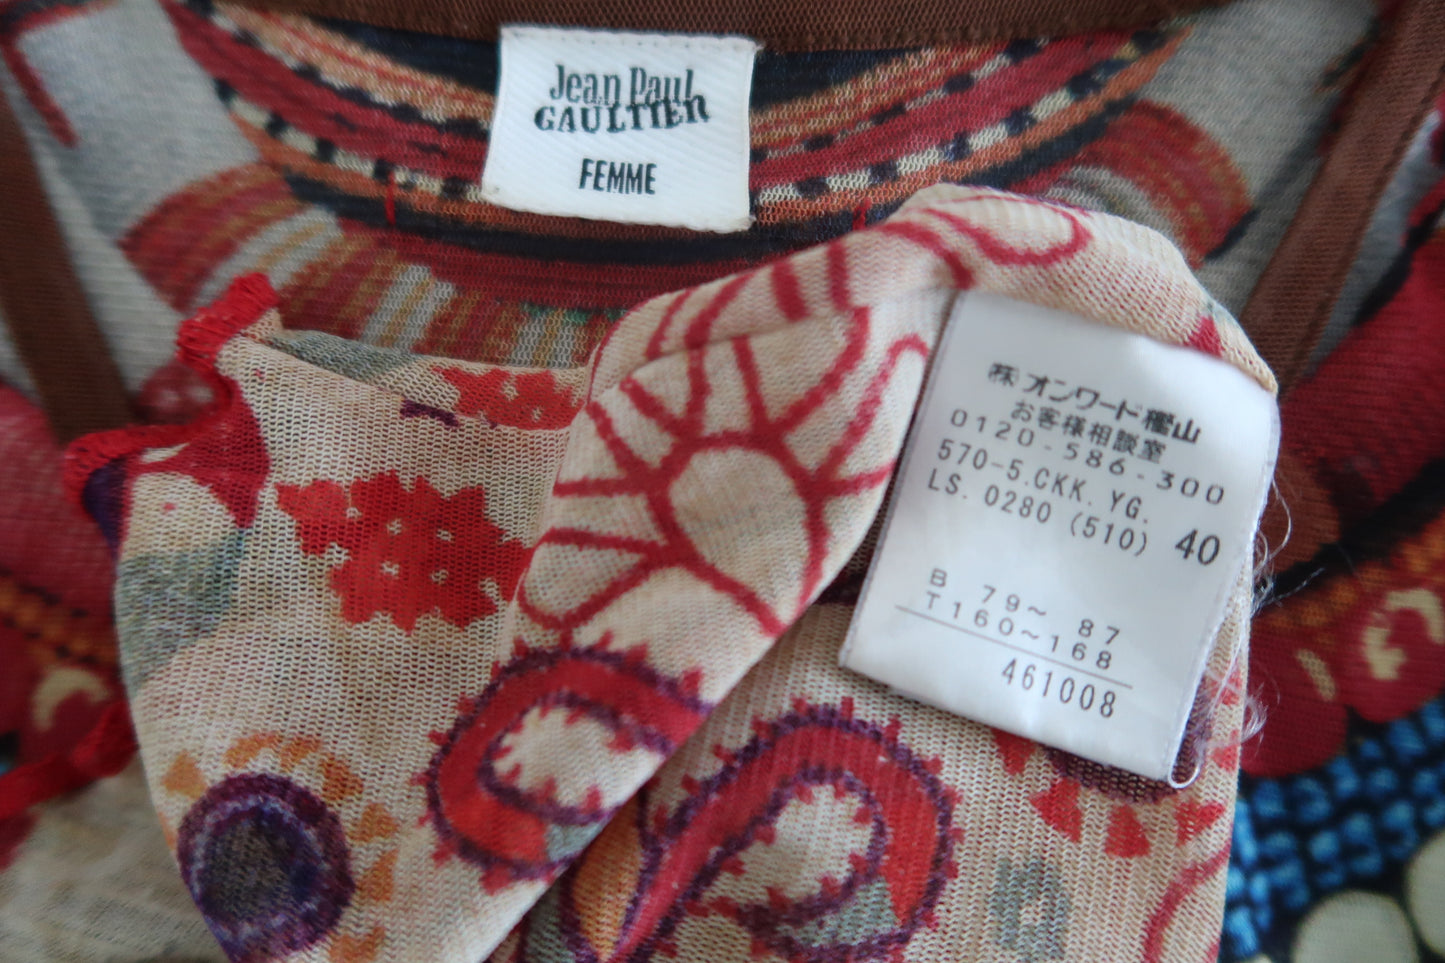 Jean Paul
GAULTIER
FEMME
㈱オンワード樫山
お客様相談室
0120-586-300
570-5.CKK. YG.
LS. 0280 (510) 40
B 79～ 87
T160～168
461008